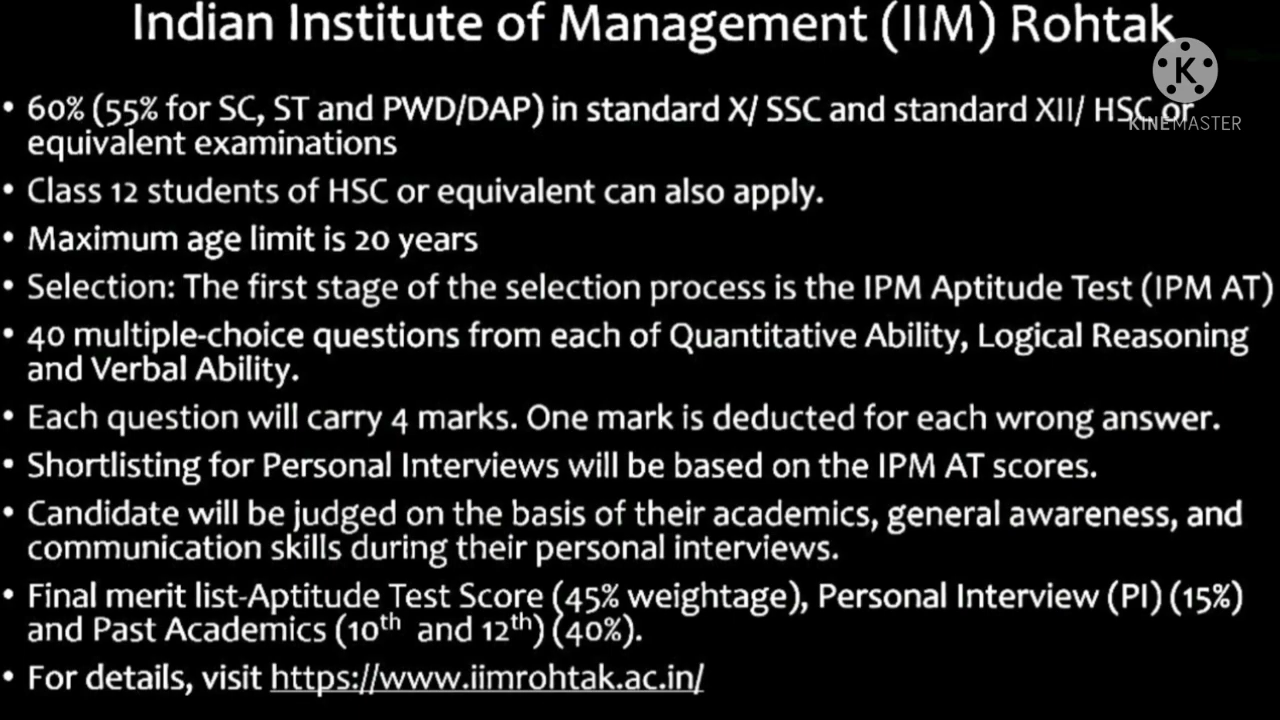 Indian Institute of Management (IIM) Rohtak
K
KINEMASTER
• 60% (55% for SC, ST and PWD/DAP) in standard X/ SSC and standard XII/ HSC or
equivalent examinations
• Class 12 students of HSC or equivalent can also apply.
• Maximum age limit is 20 years
• Selection: The first stage of the selection process is the IPM Aptitude Test (IPM AT)
• 40 multiple-choice questions from each of Quantitative Ability, Logical Reasoning
and Verbal Ability.
• Each question will carry 4 marks. One mark is deducted for each wrong answer.
• Shortlisting for Personal Interviews will be based on the IPM AT scores.
• Candidate will be judged on the basis of their academics, general awareness, and
communication skills during their personal interviews.
• Final merit list-Aptitude Test Score (45% weightage), Personal Interview (PI) (15%)
and Past Academics (10th and 12th) (40%).
• For details, visit https://www.iimrohtak.ac.in/